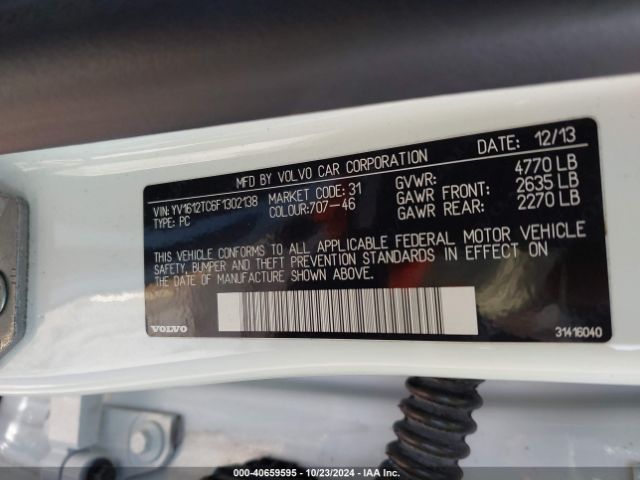 MFD BY VOLVO CAR CORPORATION DATE: 12/13
VIN: YV1612TC6F1302138 MARKET CODE: 31 GVWR: 4770 LB
TYPE: PC COLOUR:707-46 GAWR FRONT: 2635 LB
GAWR REAR: 2270 LB
THIS VEHICLE CONFORMS TO ALL APPLICABLE FEDERAL MOTOR VEHICLE
SAFETY, BUMPER AND THEFT PREVENTION STANDARDS IN EFFECT ON
THE DATE OF MANUFACTURE SHOWN ABOVE.
VOLVO 31416040
000-40659595 - 10/23/2024 - IAA Inc.